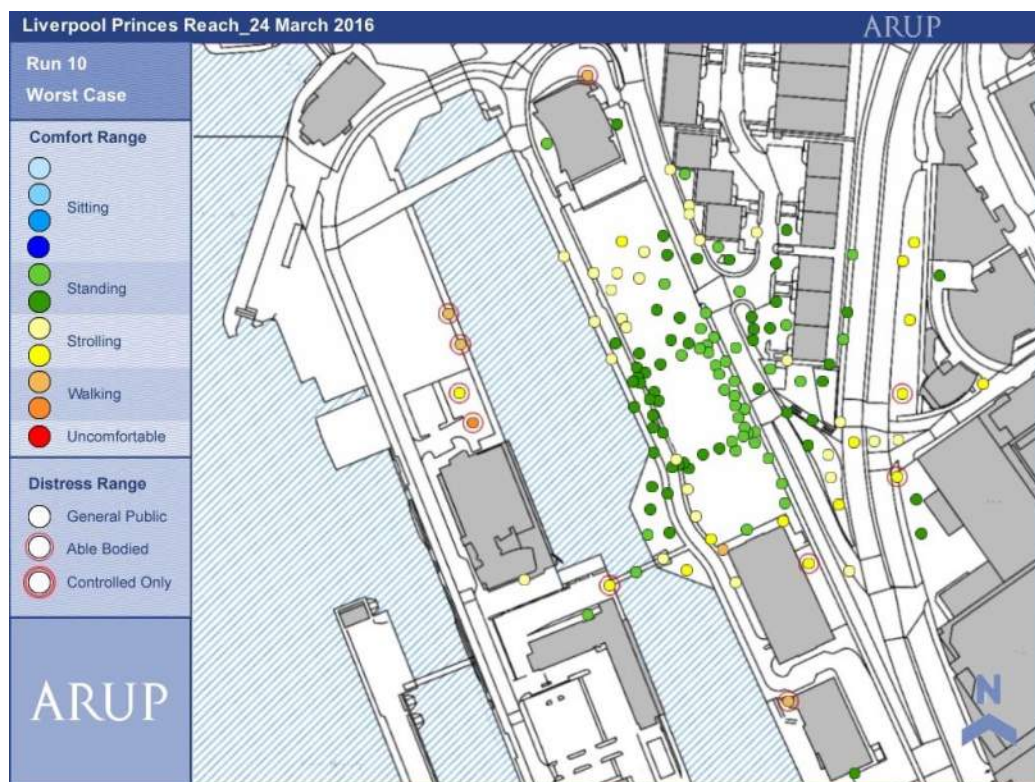 Liverpool Princes Reach_24 March 2016
ARUP
Run 10
Worst Case
Comfort Range
Sitting
Standing
Strolling
Walking
Uncomfortable
Distress Range
General Public
Able Bodied
Controlled Only
ARUP
N